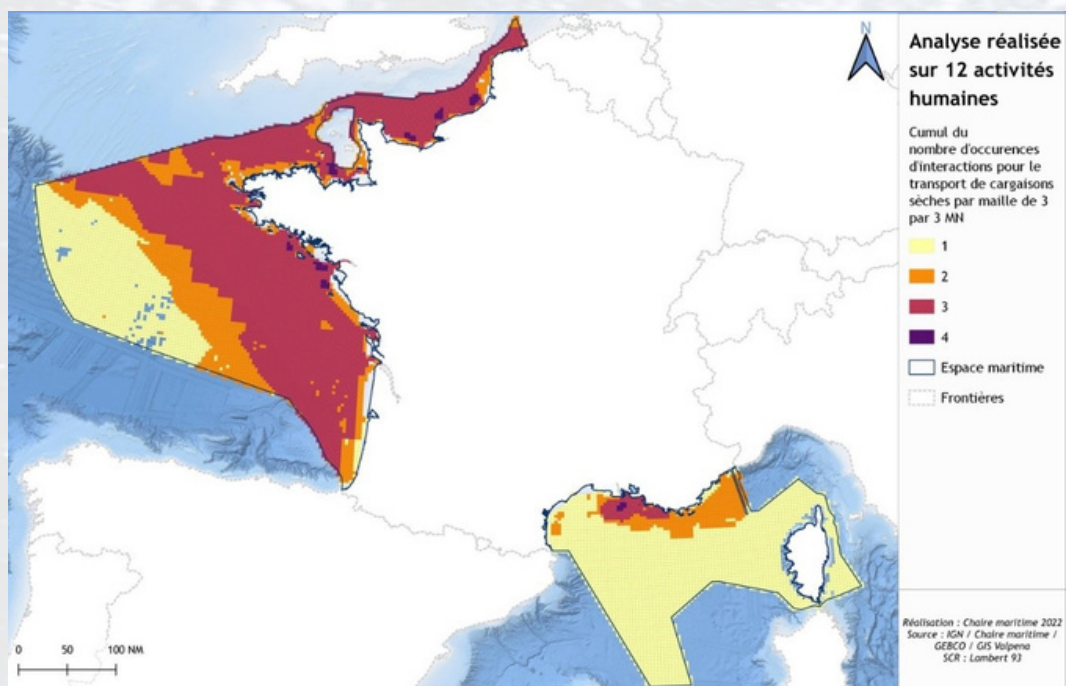 N
Analyse réalisée
sur 12 activités
humaines
Cumul du
nombre d'occurences
d'interactions pour le
transport de cargaisons
sèches par maille de 3
par 3 MN
1
2
3
4
Espace maritime
Frontières
0 50 100 NM
Réalisation : Chaire maritime 2022
Source : IGN / Chaire maritime /
GEBCO / GIS Valpena
SCR : Lambert 93